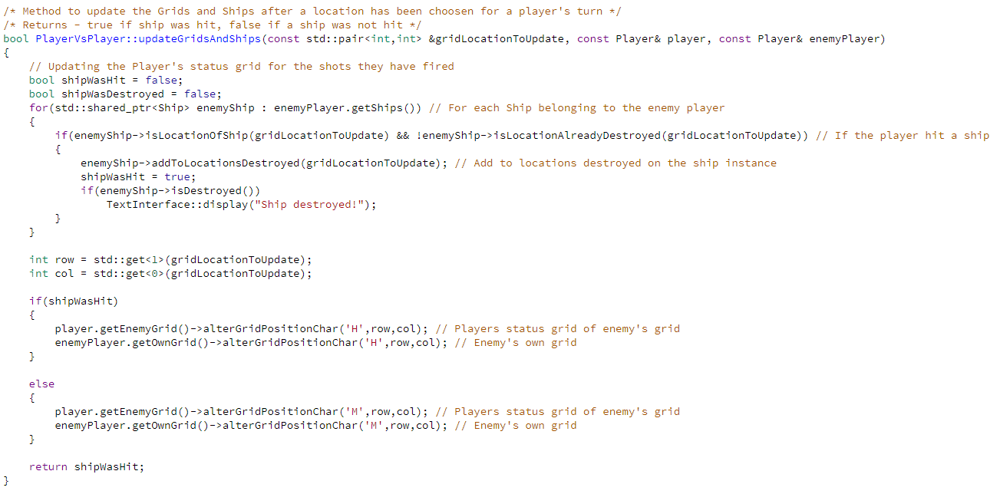 /* Method to update the Grids and Ships after a location has been choosen for a player's turn */
/* Returns - true if ship was hit, false if a ship was not hit */
bool PlayerVsPlayer::updateGridsAndShips(const std::pair<int,int> &gridLocationToUpdate, const Player& player, const Player& enemyPlayer)
{
    // Updating the Player's status grid for the shots they have fired
    bool shipWasHit = false;
    bool shipWasDestroyed = false;
    for(std::shared_ptr<Ship> enemyShip : enemyPlayer.getShips()) // For each Ship belonging to the enemy player
    {
        if(enemyShip->isLocationOfShip(gridLocationToUpdate) && !enemyShip->isLocationAlreadyDestroyed(gridLocationToUpdate)) // If the player hit a ship
        {
            enemyShip->addToLocationsDestroyed(gridLocationToUpdate); // Add to locations destroyed on the ship instance
            shipWasHit = true;
            if(enemyShip->isDestroyed())
                TextInterface::display("Ship destroyed!");
        }
    }

    int row = std::get<1>(gridLocationToUpdate);
    int col = std::get<0>(gridLocationToUpdate);

    if(shipWasHit)
    {
        player.getEnemyGrid()->alterGridPositionChar('H',row,col); // Players status grid of enemy's grid
        enemyPlayer.getOwnGrid()->alterGridPositionChar('H',row,col); // Enemy's own grid
    }

    else
    {
        player.getEnemyGrid()->alterGridPositionChar('M',row,col); // Players status grid of enemy's grid
        enemyPlayer.getOwnGrid()->alterGridPositionChar('M',row,col); // Enemy's own grid
    }

    return shipWasHit;
}